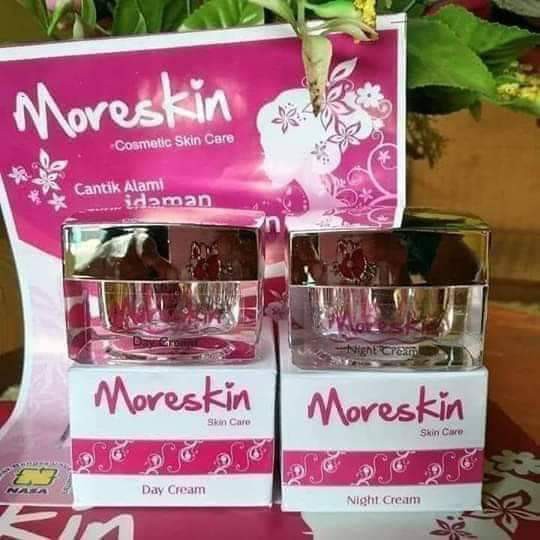 Moreskin
Cosmetic Skin Care
Cantik Alami
idaman
Moreskin
Day Cream
Moreskin
Night Cream
Moreskin
Skin Care
Day Cream
Moreskin
Skin Care
Night Cream
NASA
kin